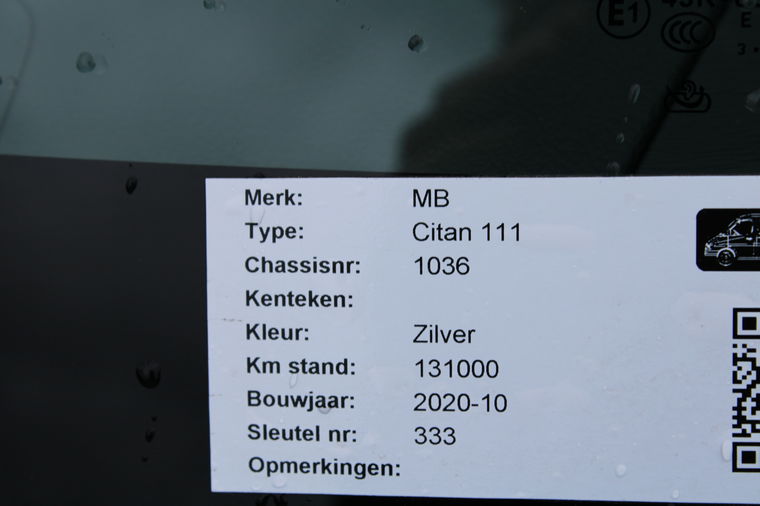 E1
Merk: MB
Type: Citan 111
Chassisnr: 1036
Kenteken:
Kleur: Zilver
Km stand: 131000
Bouwjaar: 2020-10
Sleutel nr: 333
Opmerkingen: